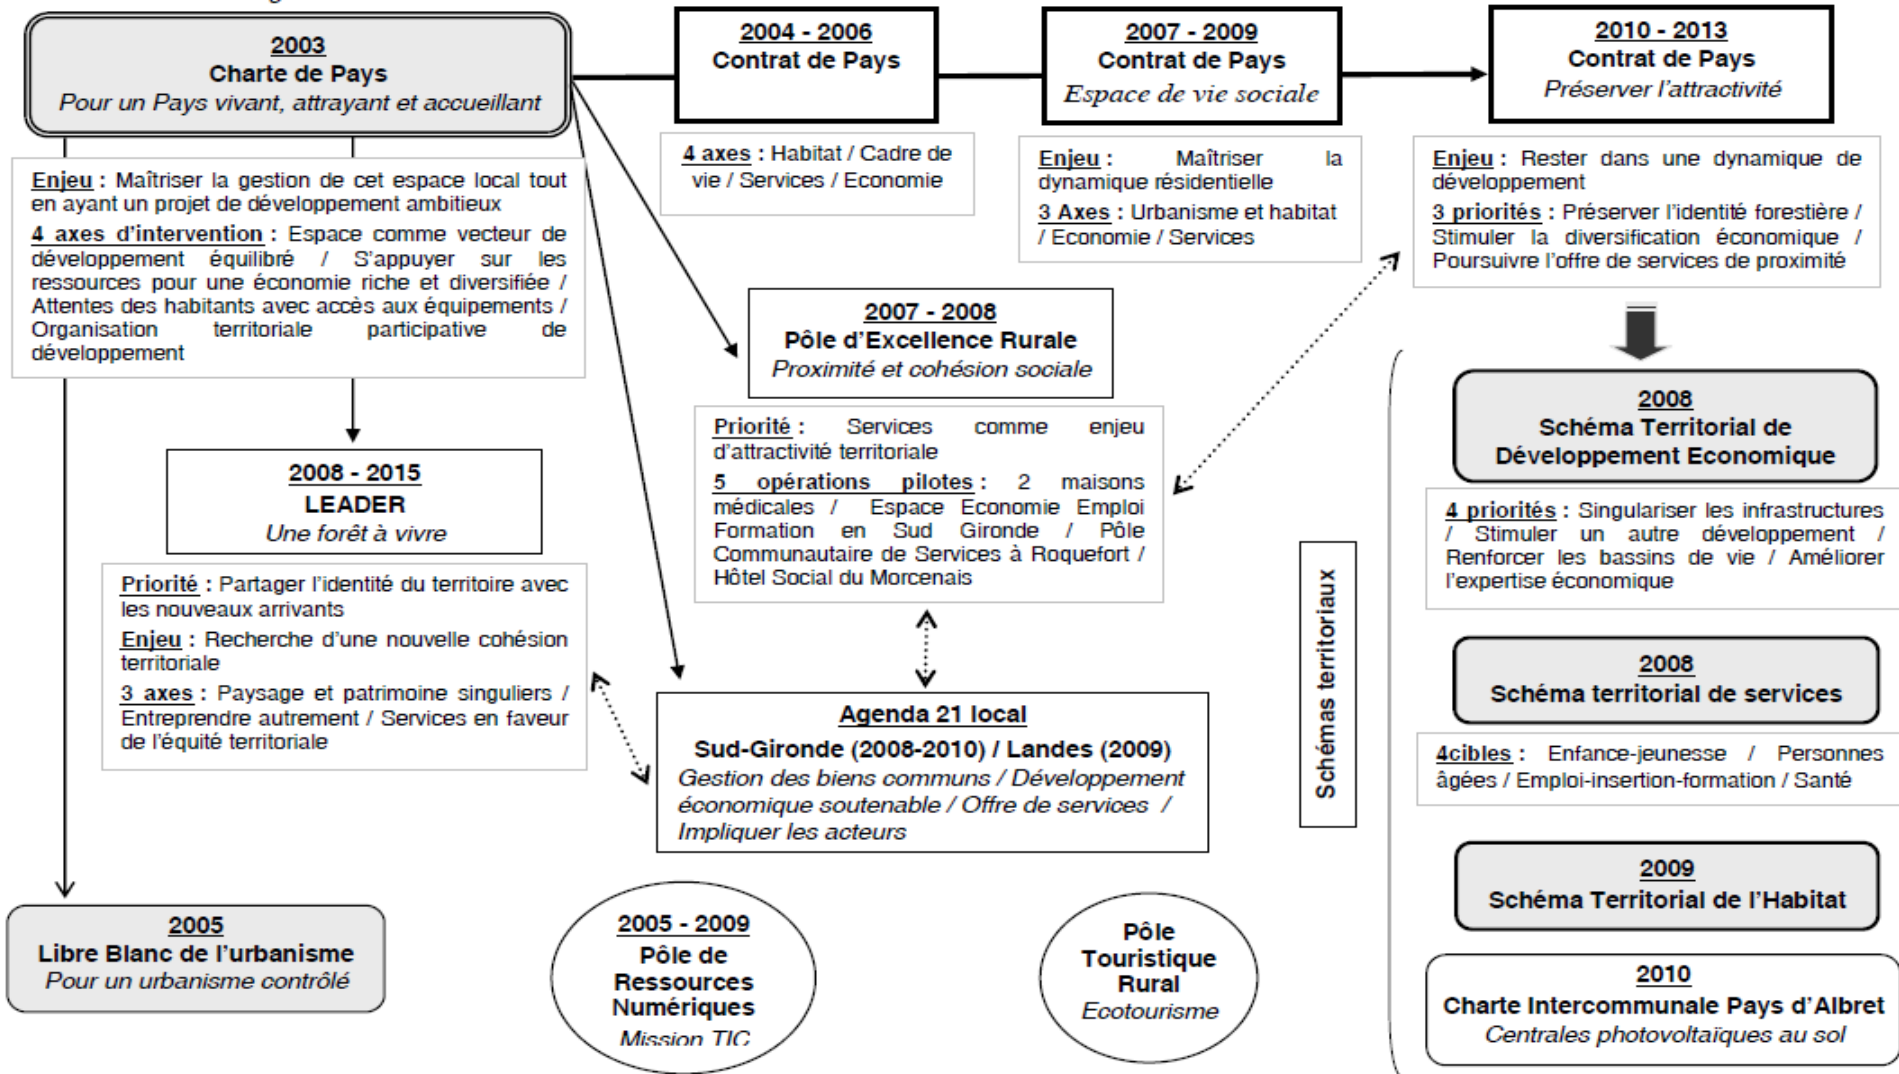 2003
Charte de Pays
Pour un Pays vivant, attrayant et accueillant
Enjeu : Maîtriser la gestion de cet espace local tout
en ayant un projet de développement ambitieux
4 axes d'intervention : Espace comme vecteur de
développement équilibré / S'appuyer sur les
ressources pour une économie riche et diversifiée /
Attentes des habitants avec accès aux équipements /
Organisation territoriale participative de
développement
2004 - 2006
Contrat de Pays
4 axes : Habitat / Cadre de
vie / Services / Economie
2007 - 2009
Contrat de Pays
Espace de vie sociale
Enjeu : Maîtriser la
dynamique résidentielle
3 Axes : Urbanisme et habitat
/ Economie / Services
2010 - 2013
Contrat de Pays
Préserver l'attractivité
Enjeu : Rester dans une dynamique de
développement
3 priorités : Préserver l'identité forestière /
Stimuler la diversification économique /
Poursuivre l'offre de services de proximité
2007 - 2008
Pôle d'Excellence Rurale
Proximité et cohésion sociale
Priorité : Services comme enjeu
d'attractivité territoriale
5 opérations pilotes : 2 maisons
médicales / Espace Economie Emploi
Formation en Sud Gironde / Pôle
Communautaire de Services à Roquefort /
Hôtel Social du Morcenais
2008 - 2015
LEADER
Une forêt à vivre
Priorité : Partager l'identité du territoire avec
les nouveaux arrivants
Enjeu : Recherche d'une nouvelle cohésion
territoriale
3 axes : Paysage et patrimoine singuliers /
Entreprendre autrement / Services en faveur
de l'équité territoriale
Agenda 21 local
Sud-Gironde (2008-2010) / Landes (2009)
Gestion des biens communs / Développement
économique soutenable / Offre de services /
Impliquer les acteurs
Schémas territoriaux
2008
Schéma Territorial de
Développement Economique
4 priorités : Singulariser les infrastructures
/ Stimuler un autre développement /
Renforcer les bassins de vie / Améliorer
l'expertise économique
2008
Schéma territorial de services
4cibles : Enfance-jeunesse / Personnes
âgées / Emploi-insertion-formation / Santé
2009
Schéma Territorial de l'Habitat
2010
Charte Intercommunale Pays d'Albret
Centrales photovoltaïques au sol
2005
Libre Blanc de l'urbanisme
Pour un urbanisme contrôlé
2005 - 2009
Pôle de
Ressources
Numériques
Mission TIC
Pôle
Touristique
Rural
Ecotourisme